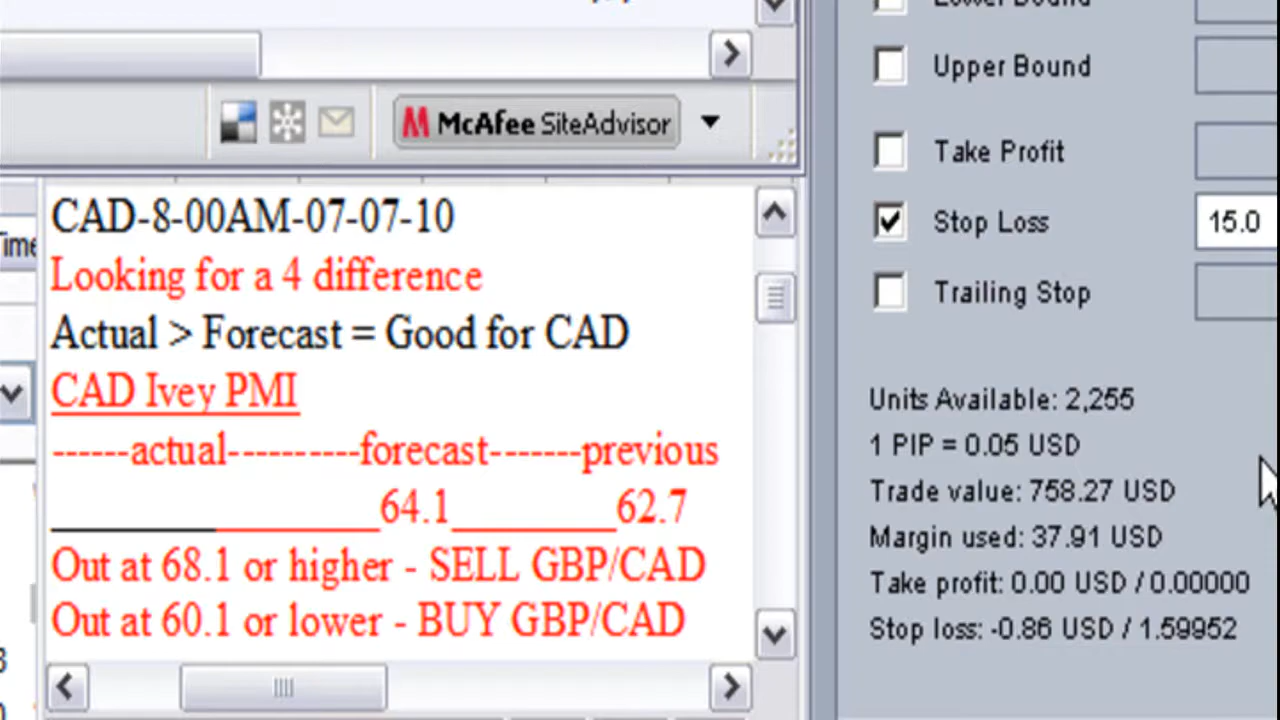 Upper Bound
McAfee SiteAdvisor
Take Profit
CAD-8-00AM-07-07-10
Stop Loss
15.0
Time
Looking for a 4 difference
Trailing Stop
Actual > Forecast = Good for CAD
CAD Ivey PMI
------actual----------forecast-------previous
__________64.1_____62.7
Out at 68.1 or higher - SELL GBP/CAD
Out at 60.1 or lower - BUY GBP/CAD
Units Available: 2,255
1 PIP = 0.05 USD
Trade value: 758.27 USD
Margin used: 37.91 USD
Take profit: 0.00 USD / 0.00000
Stop loss: -0.86 USD / 1.59952